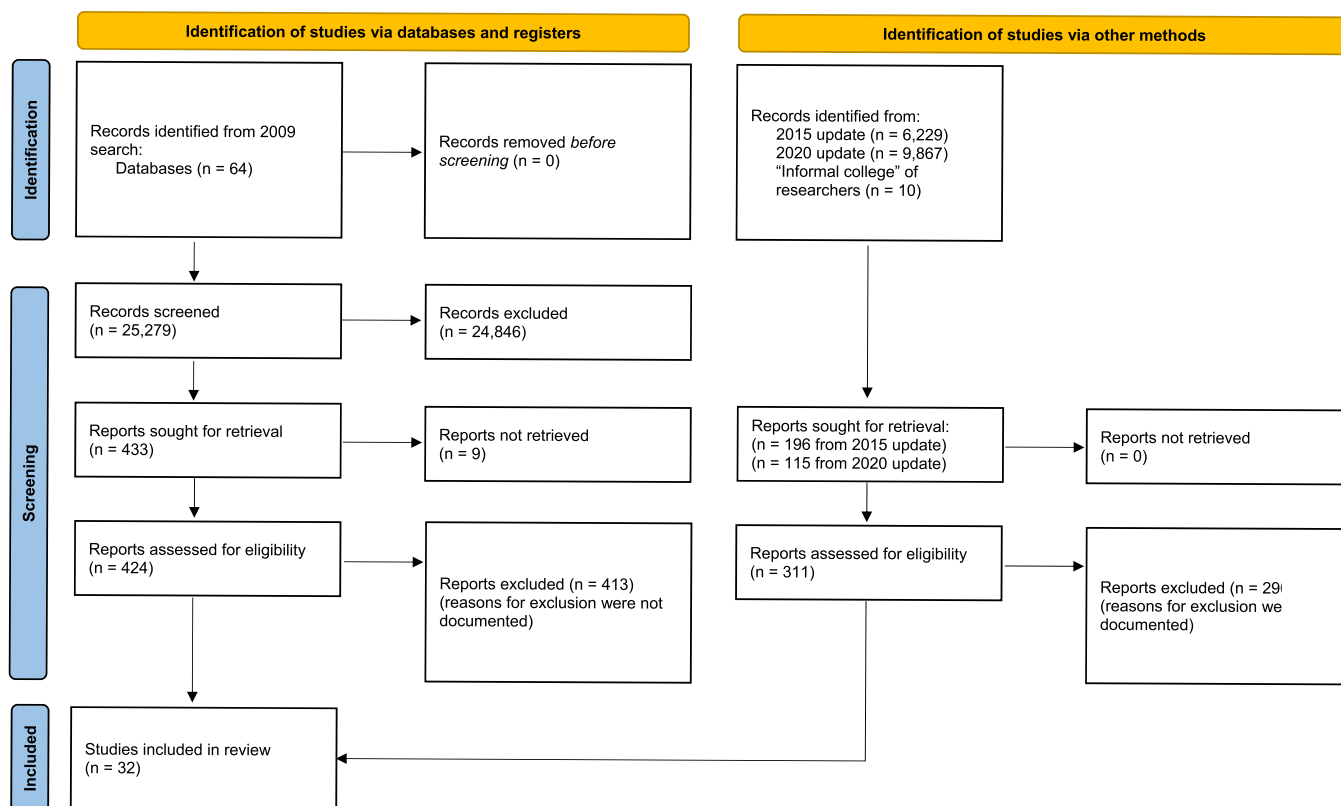 Identification of studies via databases and registers
Identification of studies via other methods
Identification
Records identified from 2009
search:
Databases (n = 64)
Records removed before
screening (n = 0)
Records identified from:
2015 update (n = 6,229)
2020 update (n = 9,867)
“Informal college” of
researchers (n = 10)
Screening
Records screened
(n = 25,279)
Records excluded
(n = 24,846)
Reports sought for retrieval
(n = 433)
Reports not retrieved
(n = 9)
Reports sought for retrieval:
(n = 196 from 2015 update)
(n = 115 from 2020 update)
Reports not retrieved
(n = 0)
Reports assessed for eligibility
(n = 424)
Reports excluded (n = 413)
(reasons for exclusion were not
documented)
Reports assessed for eligibility
(n = 311)
Reports excluded (n =
(reasons for exclusion
documented)
Included
Studies included in review
(n = 32)